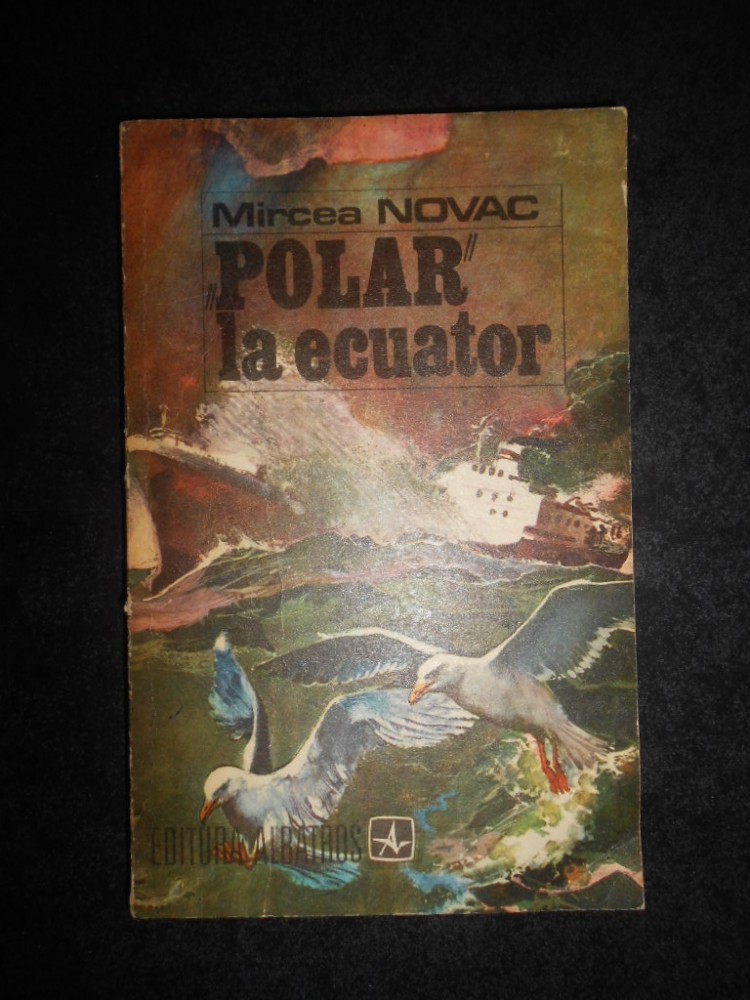 Mircea NOVAC
„POLAR”
la ecuator
EDITURA ALBATROS